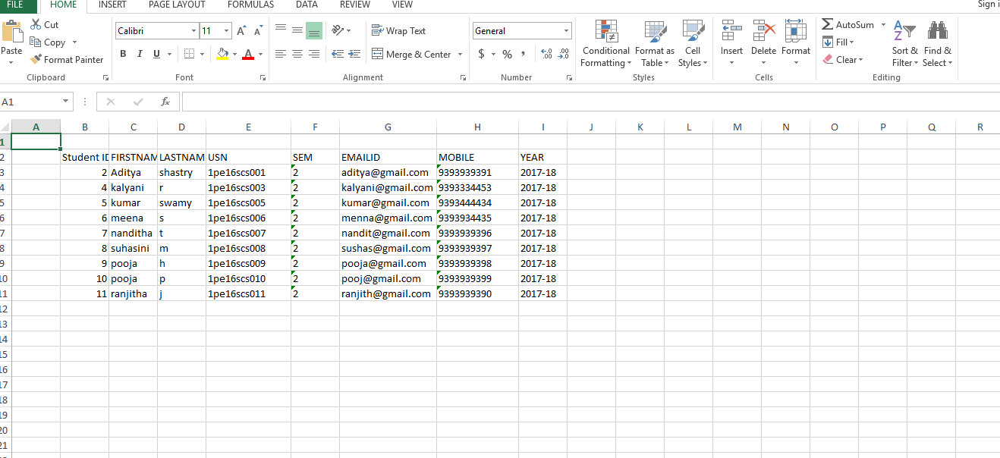 FILE HOME INSERT PAGE LAYOUT FORMULAS DATA REVIEW VIEW Sign i
Paste Cut Copy Format Painter Clipboard
Calibri 11 A A B I U A Font
Wrap Text Merge & Center Alignment
General $ % , .00 .00 Number
Conditional Formatting Format as Table Cell Styles Styles
Insert Delete Format Cells
AutoSum Fill Clear Sort & Filter Find & Select Editing
A1 fx
A B C D E F G H I J K L M N O P Q R
1
2 Student ID FIRSTNAM LASTNAM USN SEM EMAILID MOBILE YEAR
3 2 Aditya shastry 1pe16scs001 2 aditya@gmail.com 9393939391 2017-18
4 4 kalyani r 1pe16scs003 2 kalyani@gmail.com 9393334453 2017-18
5 5 kumar swamy 1pe16scs005 2 kumar@gmail.com 9393444434 2017-18
6 6 meena s 1pe16scs006 2 menna@gmail.com 9393934435 2017-18
7 7 nanditha t 1pe16scs007 2 nandit@gmail.com 9393939396 2017-18
8 8 suhasini m 1pe16scs008 2 sushas@gmail.com 9393939397 2017-18
9 9 pooja h 1pe16scs009 2 pooja@gmail.com 9393939398 2017-18
10 10 pooja p 1pe16scs010 2 pooj@gmail.com 9393939399 2017-18
11 11 ranjitha j 1pe16scs011 2 ranjith@gmail.com 9393939390 2017-18
12
13
14
15
16
17
18
19
20
21